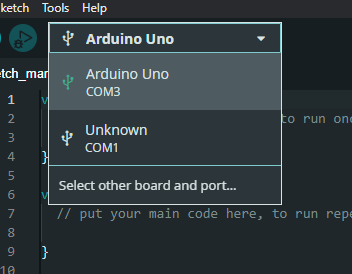 ketch Tools Help
Arduino Uno
etch_mar
Arduino Uno
COM3
1 v
2 to run onc
3
Unknown
COM1
4 }
5
Select other board and port...
6 v
7 // put your main code here, to run repe
8
9 }
10